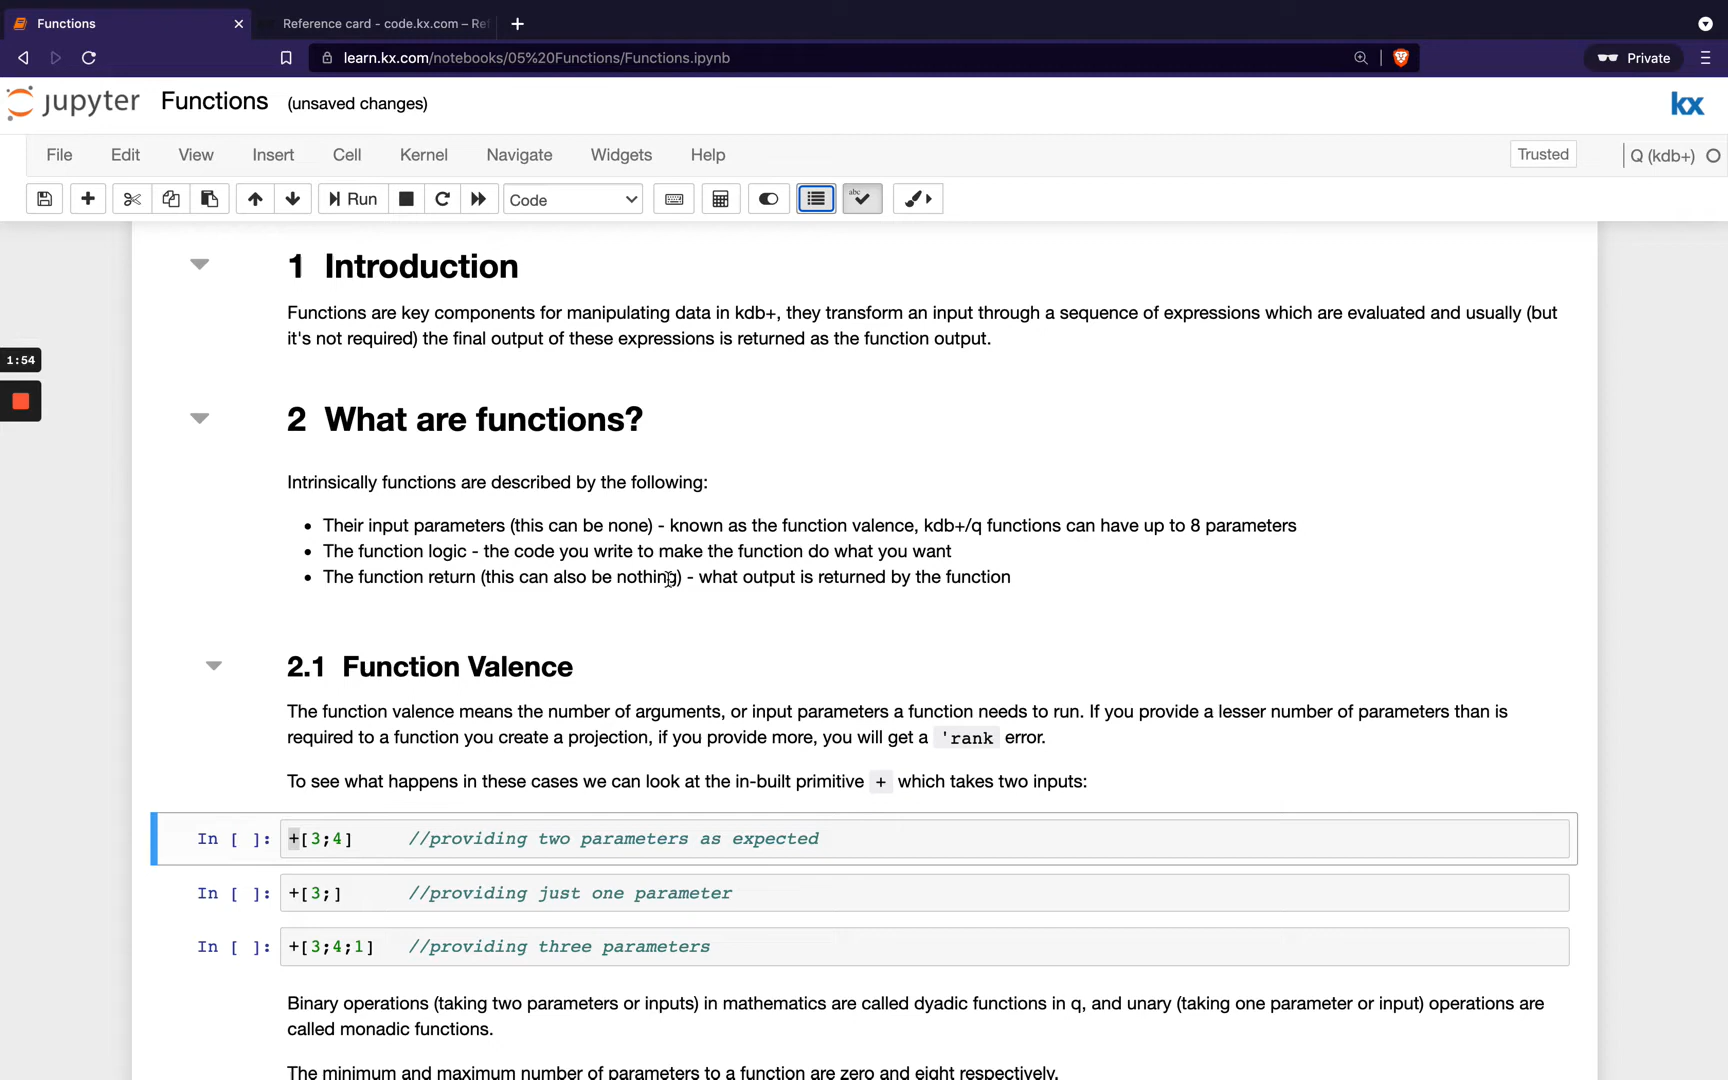 Functions
Reference card - code.kx.com – Re
learn.kx.com/notebooks/05%20Functions/Functions.ipynb
Private
jupyter Functions (unsaved changes)
kx
File Edit View Insert Cell Kernel Navigate Widgets Help
Trusted
Q (kdb+)
Run
Code
abc
1 Introduction
Functions are key components for manipulating data in kdb+, they transform an input through a sequence of expressions which are evaluated and usually (but
it's not required) the final output of these expressions is returned as the function output.
1:54
2 What are functions?
Intrinsically functions are described by the following:
• Their input parameters (this can be none) - known as the function valence, kdb+/q functions can have up to 8 parameters
• The function logic - the code you write to make the function do what you want
• The function return (this can also be nothing) - what output is returned by the function
2.1 Function Valence
The function valence means the number of arguments, or input parameters a function needs to run. If you provide a lesser number of parameters than is
required to a function you create a projection, if you provide more, you will get a 'rank error.
To see what happens in these cases we can look at the in-built primitive + which takes two inputs:
In [ ]: +[3;4] //providing two parameters as expected
In [ ]: +[3;] //providing just one parameter
In [ ]: +[3;4;1] //providing three parameters
Binary operations (taking two parameters or inputs) in mathematics are called dyadic functions in q, and unary (taking one parameter or input) operations are
called monadic functions.
The minimum and maximum number of parameters to a function are zero and eight respectively.